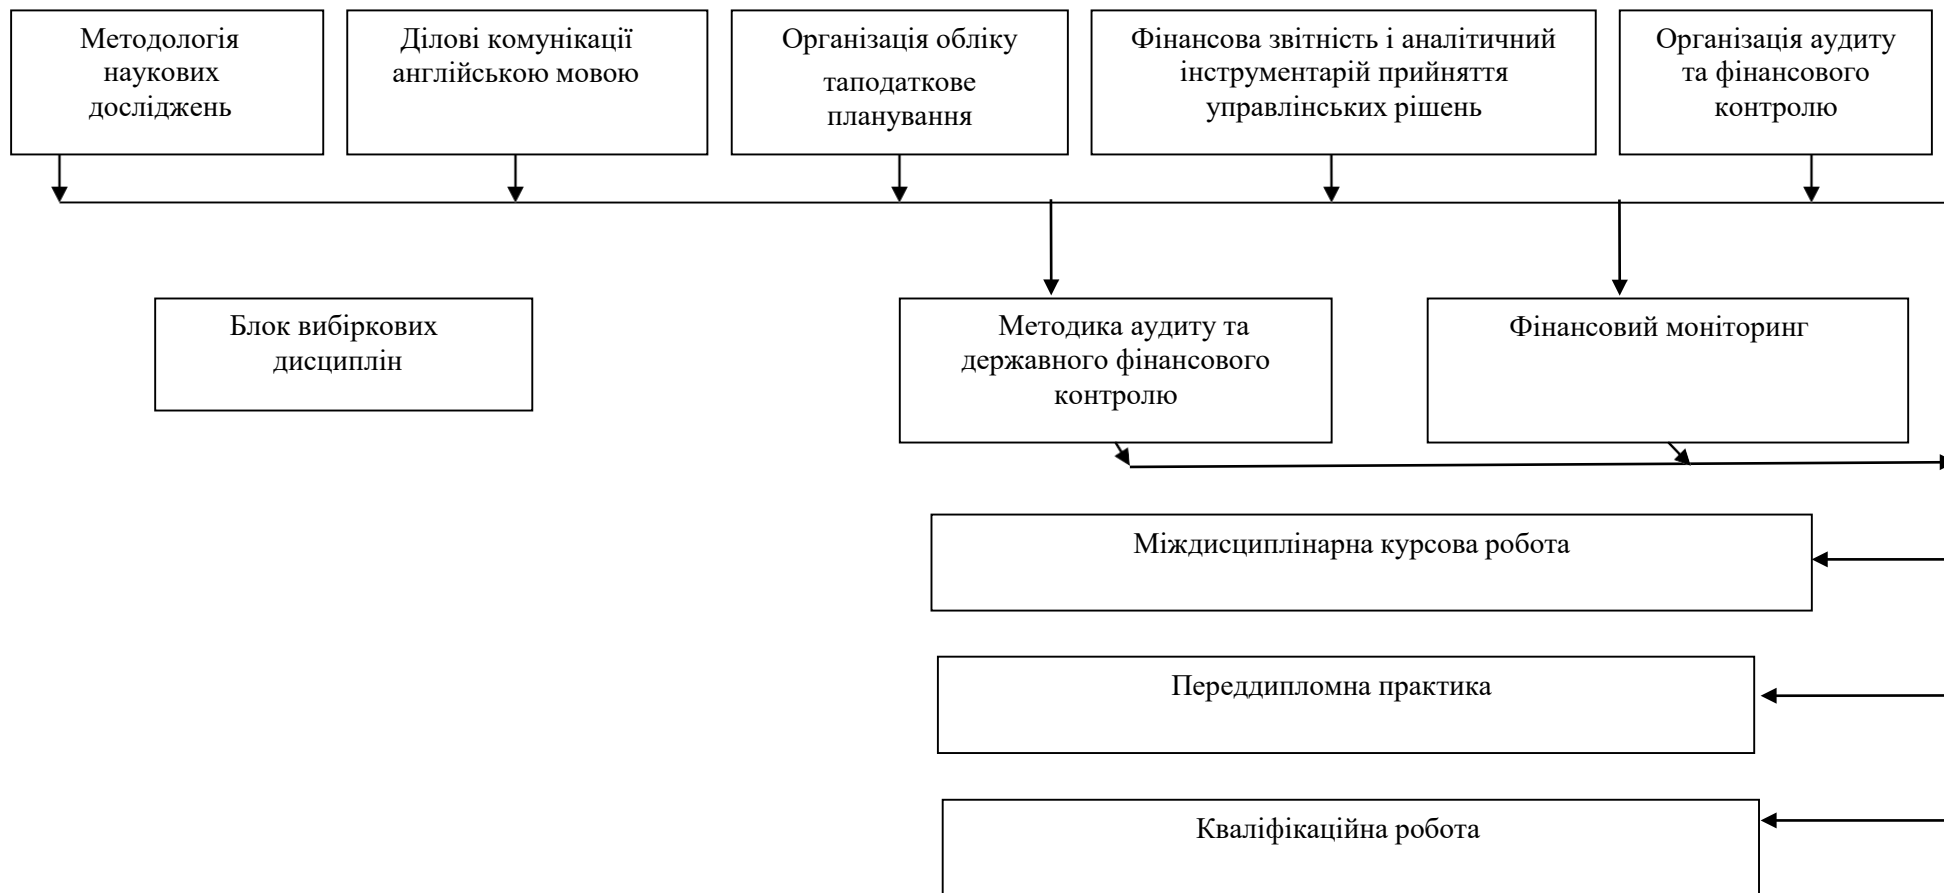 Методологія
наукових
досліджень
Ділові комунікації
англійською мовою
Організація обліку
таподаткове
планування
Фінансова звітність і аналітичний
інструментарій прийняття
управлінських рішень
Організація аудиту
та фінансового
контролю
Блок вибіркових
дисциплін
Методика аудиту та
державного фінансового
контролю
Фінансовий моніторинг
Міждисциплінарна курсова робота
Переддипломна практика
Кваліфікаційна робота